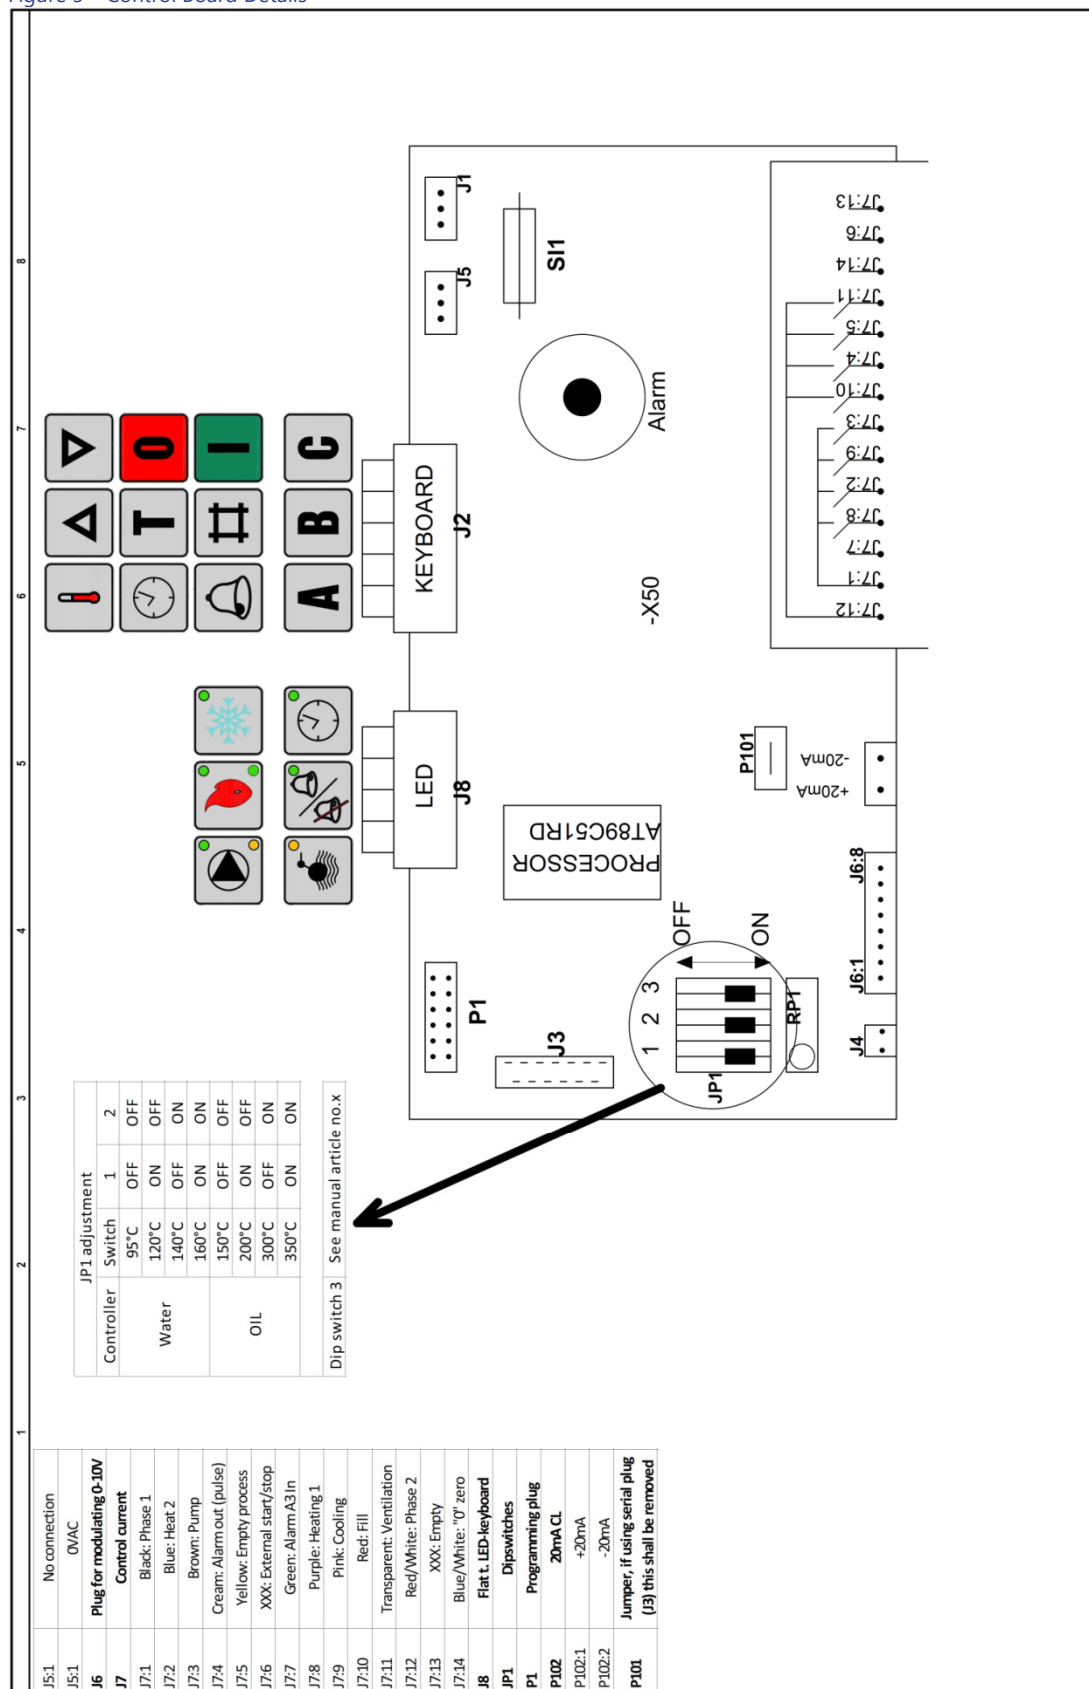 Figure 5 – Control Board Details
1
2
3
4
5
6
7
8
J5:1 No connection
J5:1 0VAC
J6 Plug for modulating 0-10V
J7 Control current
J7:1 Black: Phase 1
J7:2 Blue: Heat 2
J7:3 Brown: Pump
J7:4 Cream: Alarm out (pulse)
J7:5 Yellow: Empty process
J7:6 XXX: External start/stop
J7:7 Green: Alarm A3 In
J7:8 Purple: Heating 1
J7:9 Pink: Cooling
J7:10 Red: Fill
J7:11 Transparent: Ventilation
J7:12 Red/White: Phase 2
J7:13 XXX: Empty
J7:14 Blue/White: "0" zero
J8 Flat t. LED-keyboard
JP1 Dipswitches
P1 Programming plug
P102 20mA CL
P102:1 +20mA
P102:2 -20mA
P101 Jumper, if using serial plug
(J3) this shall be removed
JP1 adjustment
Controller Switch 1 2
Water 95°C OFF OFF
120°C ON OFF
140°C OFF ON
160°C ON ON
OIL 150°C OFF OFF
200°C ON OFF
300°C OFF ON
350°C ON ON
Dip switch 3 See manual article no.x
T O
I
A B C
LED
J8
KEYBOARD
J2
J5
J1
SI1
Alarm
-X50
P1
J3
PROCESSOR
AT89C51RD
P101
1 2 3
OFF
ON
JP1
RP1
J4
J6:1 J6:8
+20mA -20mA
J7:12
J7:1
J7:7
J7:8
J7:2
J7:9
J7:3
J7:10
J7:4
J7:5
J7:11
J7:14
J7:6
J7:13